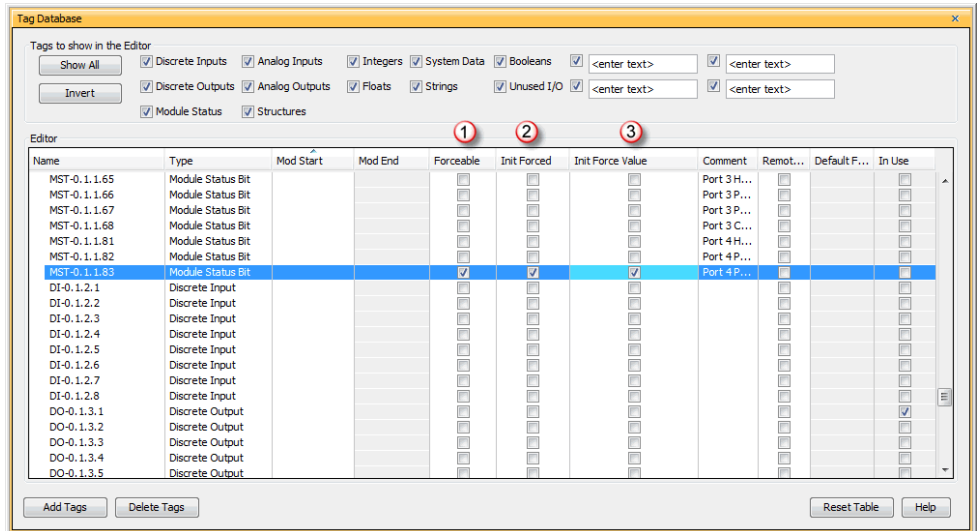 Tag Database
Tags to show in the Editor
Show All Discrete Inputs Analog Inputs Integers System Data Booleans <enter text> <enter text>
Invert Discrete Outputs Analog Outputs Floats Strings Unused I/O <enter text> <enter text>
Module Status Structures
1 2 3
Editor
Name Type Mod Start Mod End Forceable Init Forced Init Force Value Comment Remot... Default F... In Use
MST-0.1.1.65 Module Status Bit Port 3 H...
MST-0.1.1.66 Module Status Bit Port 3 P...
MST-0.1.1.67 Module Status Bit Port 3 P...
MST-0.1.1.68 Module Status Bit Port 3 C...
MST-0.1.1.81 Module Status Bit Port 4 H...
MST-0.1.1.82 Module Status Bit Port 4 P...
MST-0.1.1.83 Module Status Bit Port 4 P...
DI-0.1.2.1 Discrete Input
DI-0.1.2.2 Discrete Input
DI-0.1.2.3 Discrete Input
DI-0.1.2.4 Discrete Input
DI-0.1.2.5 Discrete Input
DI-0.1.2.6 Discrete Input
DI-0.1.2.7 Discrete Input
DI-0.1.2.8 Discrete Input
DO-0.1.3.1 Discrete Output
DO-0.1.3.2 Discrete Output
DO-0.1.3.3 Discrete Output
DO-0.1.3.4 Discrete Output
DO-0.1.3.5 Discrete Output
Add Tags Delete Tags Reset Table Help